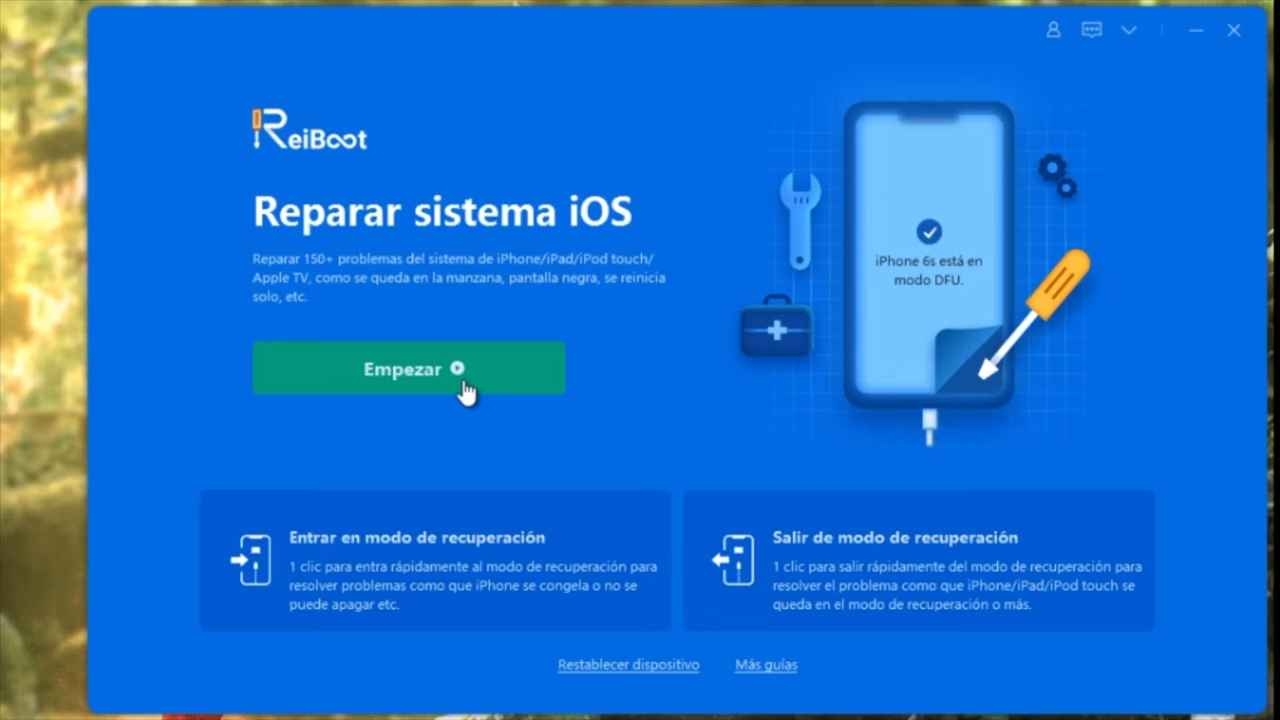 ReiBoot
Reparar sistema iOS
Reparar 150+ problemas del sistema de iPhone/iPad/iPod touch/
Apple TV, como se queda en la manzana, pantalla negra, se reinicia
solo, etc.
Empezar
iPhone 6s está en
modo DFU.
Entrar en modo de recuperación
1 clic para entra rápidamente al modo de recuperación para
resolver problemas como que iPhone se congela o no se
puede apagar etc.
Salir de modo de recuperación
1 clic para salir rápidamente del modo de recuperación para
resolver el problema como que iPhone/iPad/iPod touch se
queda en el modo de recuperación o más.
Restablecer dispositivo
Más guías